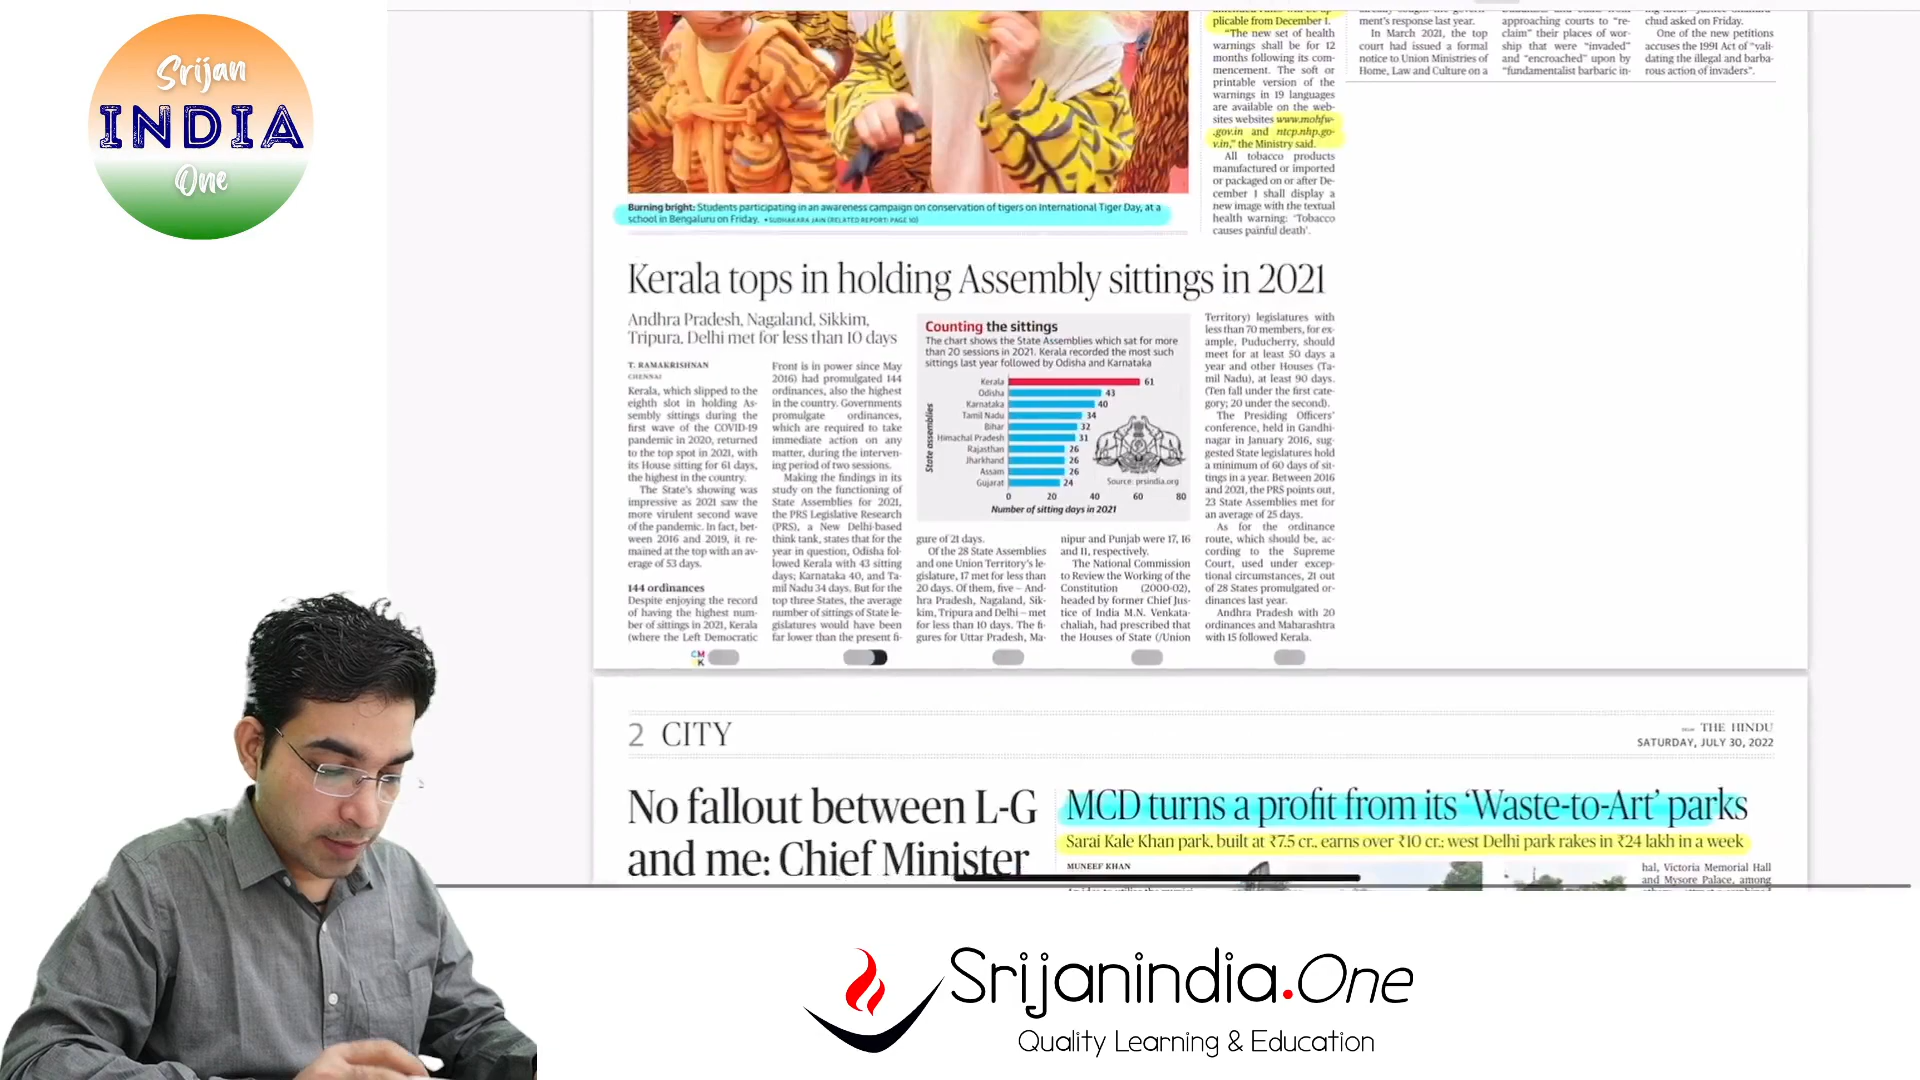 Srijan
INDIA
One
plicable from December 1.
"The new set of health
warnings shall be for 12
months following its com-
mencement. The soft or
printable version of the
warnings in 19 languages
are available on the web-
sites websites www.mohfw-
.gov.in and ntcp.nhp.go-
v.in," the Ministry said.
All tobacco products
manufactured or imported
or packaged on or after De-
cember 1 shall display a
new image with the textual
health warning: 'Tobacco
causes painful death'.
ment's response last year.
In March 2021, the top
court had issued a formal
notice to Union Ministries of
Home, Law and Culture on a
approaching courts to "re-
claim" their places of wor-
ship that were "invaded"
and "encroached" upon by
"fundamentalist barbaric in-
chud asked on Friday.
One of the new petitions
accuses the 1991 Act of "vali-
dating the illegal and barba-
rous action of invaders".
Burning bright: Students participating in an awareness campaign on conservation of tigers on International Tiger Day, at a
school in Bengaluru on Friday. • SUDHAKARA JAIN (RELATED REPORT: PAGE 10)
Kerala tops in holding Assembly sittings in 2021
Andhra Pradesh, Nagaland, Sikkim,
Tripura, Delhi met for less than 10 days
T. RAMAKRISHNAN
CHENNAI
Kerala, which slipped to the
eighth slot in holding As-
sembly sittings during the
first wave of the COVID-19
pandemic in 2020, returned
to the top spot in 2021, with
its House sitting for 61 days,
the highest in the country.
The State's showing was
impressive as 2021 saw the
more virulent second wave
of the pandemic. In fact, bet-
ween 2016 and 2019, it re-
mained at the top with an av-
erage of 53 days.
144 ordinances
Despite enjoying the record
of having the highest num-
ber of sittings in 2021, Kerala
(where the Left Democratic
Front is in power since May
2016) had promulgated 144
ordinances, also the highest
in the country. Governments
promulgate ordinances,
which are required to take
immediate action on any
matter, during the interven-
ing period of two sessions.
Making the findings in its
study on the functioning of
State Assemblies for 2021,
the PRS Legislative Research
(PRS), a New Delhi-based
think tank, states that for the
year in question, Odisha fol-
lowed Kerala with 43 sitting
days; Karnataka 40, and Ta-
mil Nadu 34 days. But for the
top three States, the average
number of sittings of State le-
gislatures would have been
far lower than the present fi-
Counting the sittings
The chart shows the State Assemblies which sat for more
than 20 sessions in 2021. Kerala recorded the most such
sittings last year followed by Odisha and Karnataka
State assemblies
Kerala 61
Odisha 43
Karnataka 40
Tamil Nadu 34
Bihar 32
Himachal Pradesh 31
Rajasthan 26
Jharkhand 26
Assam 26
Gujarat 24
Source: prsindia.org
0 20 40 60 80
Number of sitting days in 2021
gure of 21 days.
Of the 28 State Assemblies
and one Union Territory's le-
gislature, 17 met for less than
20 days. Of them, five – And-
hra Pradesh, Nagaland, Sik-
kim, Tripura and Delhi – met
for less than 10 days. The fi-
gures for Uttar Pradesh, Ma-
nipur and Punjab were 17, 16
and 11, respectively.
The National Commission
to Review the Working of the
Constitution (2000-02),
headed by former Chief Jus-
tice of India M.N. Venkata-
chaliah, had prescribed that
the Houses of State (/Union
Territory) legislatures with
less than 70 members, for ex-
ample, Puducherry, should
meet for at least 50 days a
year and other Houses (Ta-
mil Nadu), at least 90 days.
(Ten fall under the first cate-
gory; 20 under the second).
The Presiding Officers'
conference, held in Gandhi-
nagar in January 2016, sug-
gested State legislatures hold
a minimum of 60 days of sit-
tings in a year. Between 2016
and 2021, the PRS points out,
23 State Assemblies met for
an average of 25 days.
As for the ordinance
route, which should be, ac-
cording to the Supreme
Court, used under excep-
tional circumstances, 21 out
of 28 States promulgated or-
dinances last year.
Andhra Pradesh with 20
ordinances and Maharashtra
with 15 followed Kerala.
CM
YK
2 CITY
THE HINDU
SATURDAY, JULY 30, 2022
No fallout between L-G
and me: Chief Minister
MCD turns a profit from its 'Waste-to-Art' parks
Sarai Kale Khan park, built at ₹7.5 cr., earns over ₹10 cr.; west Delhi park rakes in ₹24 lakh in a week
MUNEEF KHAN
hal, Victoria Memorial Hall
and Mysore Palace, among
Srijanindia.One
Quality Learning & Education